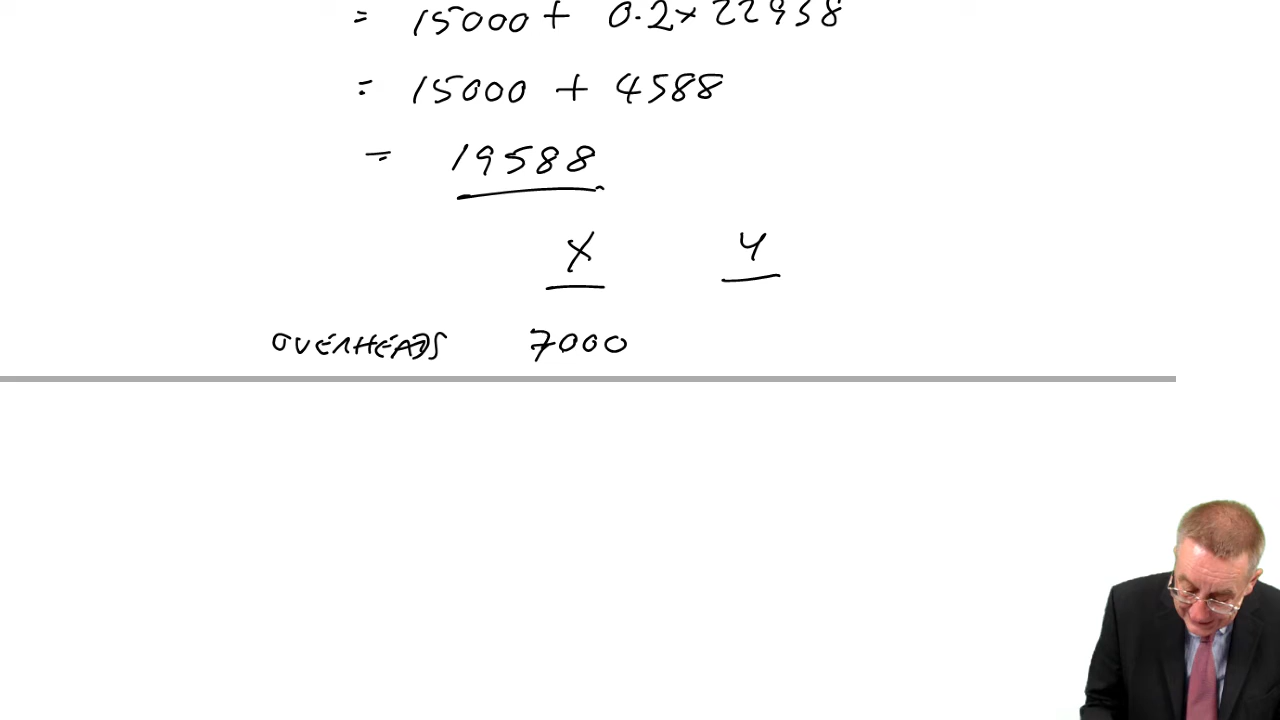 = 15000 + 0.2 × 22938
= 15000 + 4588
= 19588
X Y
OVERHEADS 7000